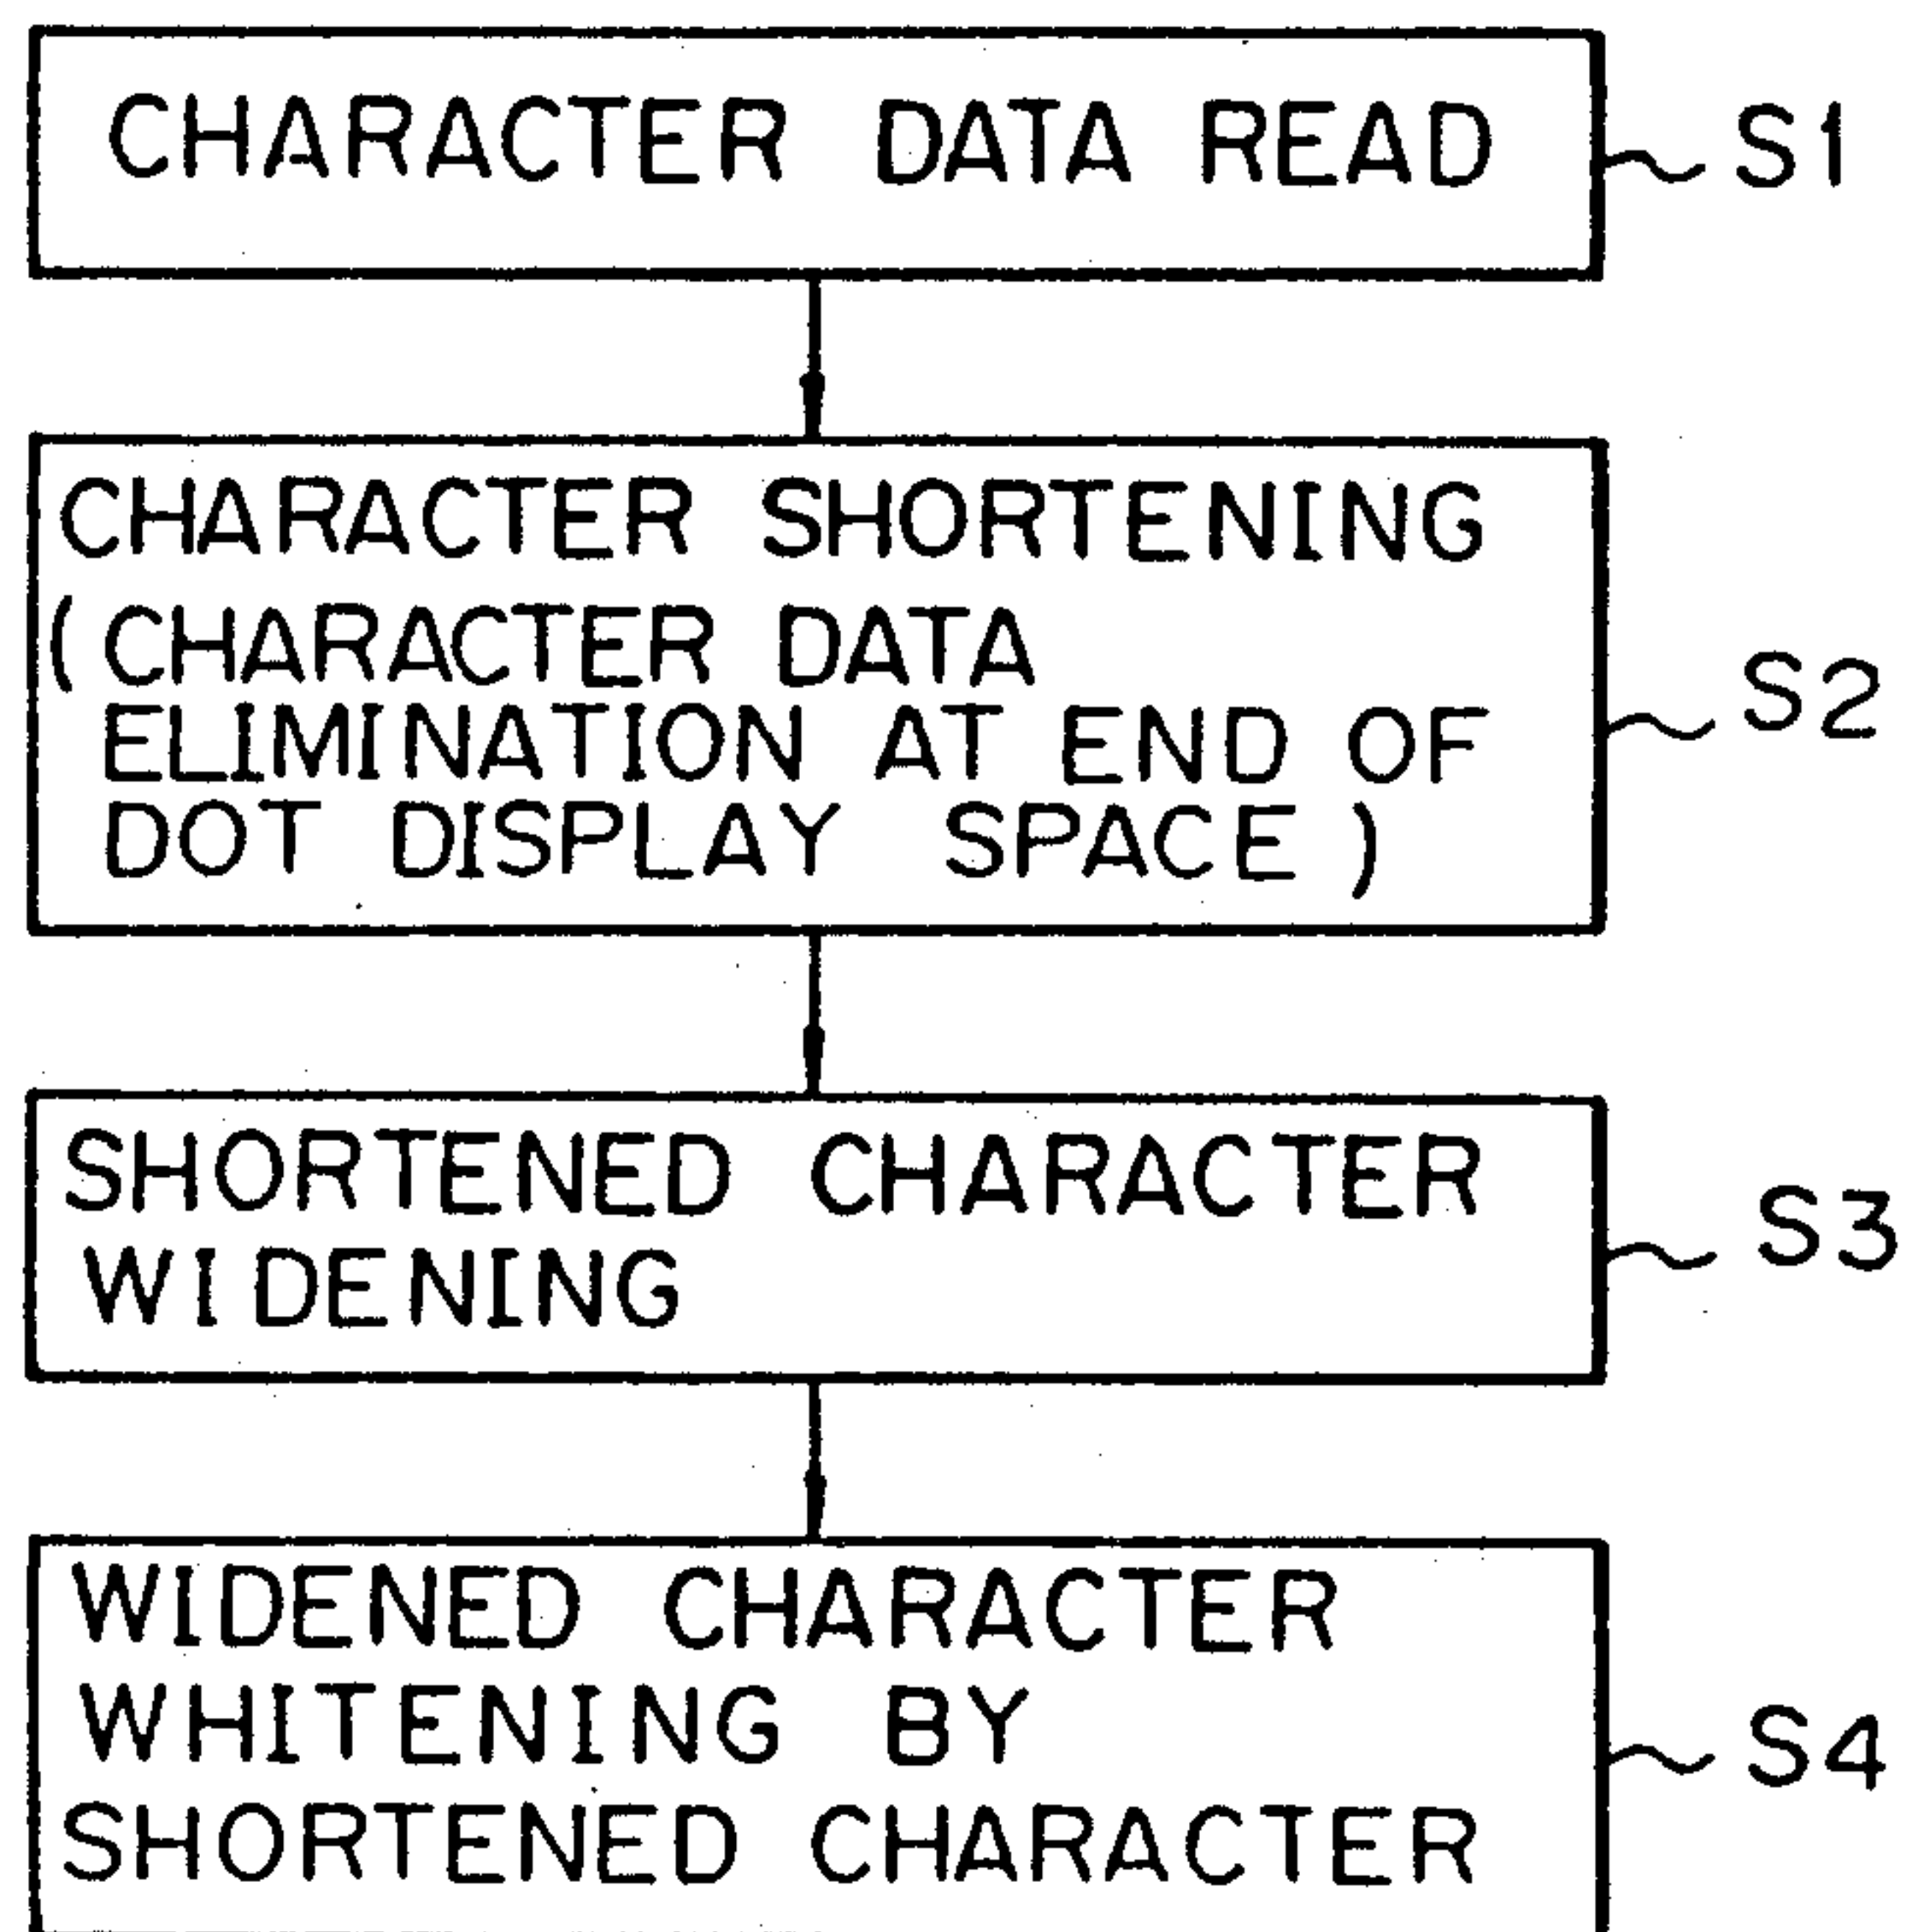 CHARACTER DATA READ
S1
CHARACTER SHORTENING
(CHARACTER DATA
ELIMINATION AT END OF
DOT DISPLAY SPACE)
S2
SHORTENED CHARACTER
WIDENING
S3
WIDENED CHARACTER
WHITENING BY
SHORTENED CHARACTER
S4